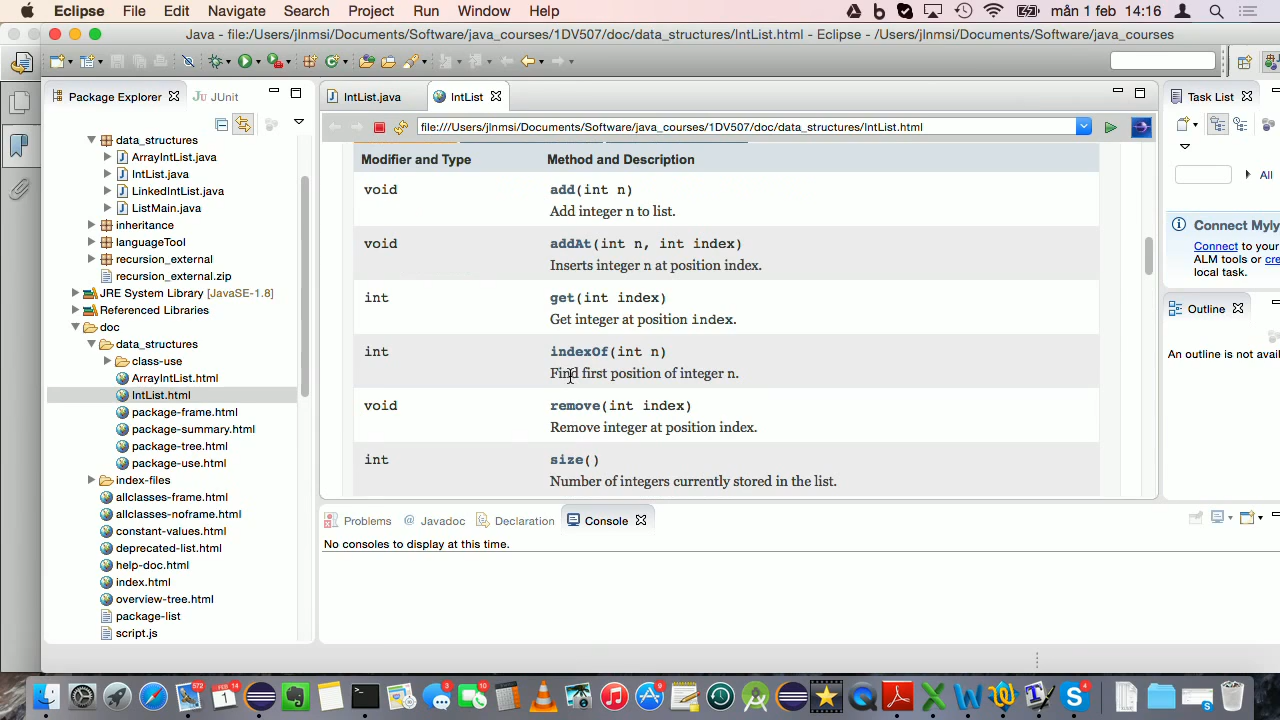 Eclipse File Edit Navigate Search Project Run Window Help mån 1 feb 14:16
Java - file:/Users/jlnmsi/Documents/Software/java_courses/1DV507/doc/data_structures/IntList.html - Eclipse - /Users/jlnmsi/Documents/Software/java_courses
Package Explorer JUnit
IntList.java IntList
Task List
file:///Users/jlnmsi/Documents/Software/java_courses/1DV507/doc/data_structures/IntList.html
data_structures
ArrayIntList.java
IntList.java
LinkedIntList.java
ListMain.java
inheritance
languageTool
recursion_external
recursion_external.zip
JRE System Library [JavaSE-1.8]
Referenced Libraries
doc
data_structures
class-use
ArrayIntList.html
IntList.html
package-frame.html
package-summary.html
package-tree.html
package-use.html
index-files
allclasses-frame.html
allclasses-noframe.html
constant-values.html
deprecated-list.html
help-doc.html
index.html
overview-tree.html
package-list
script.js
Modifier and Type Method and Description
void add(int n)
Add integer n to list.
void addAt(int n, int index)
Inserts integer n at position index.
int get(int index)
Get integer at position index.
int indexOf(int n)
Find first position of integer n.
void remove(int index)
Remove integer at position index.
int size()
Number of integers currently stored in the list.
All
Connect Mylyn
Connect to your
ALM tools or cre
local task.
Outline
An outline is not avai
Problems Javadoc Declaration Console
No consoles to display at this time.
572
FEB 14
1
3
10
9
8